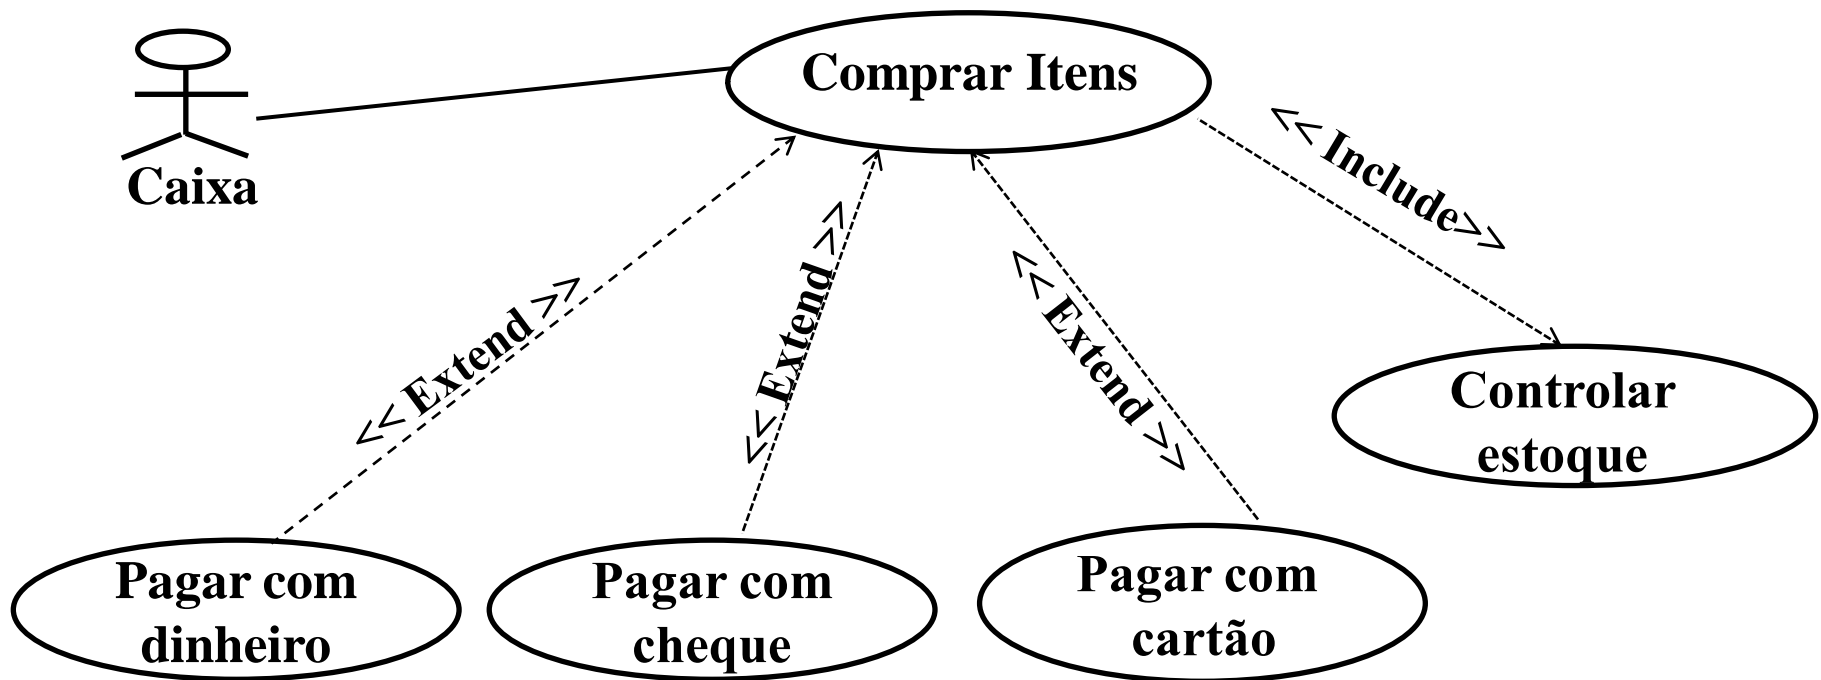 Comprar Itens
Caixa
<< Include>>
<< Extend >>
<< Extend >>
<< Extend >>
Controlar
estoque
Pagar com
dinheiro
Pagar com
cheque
Pagar com
cartão